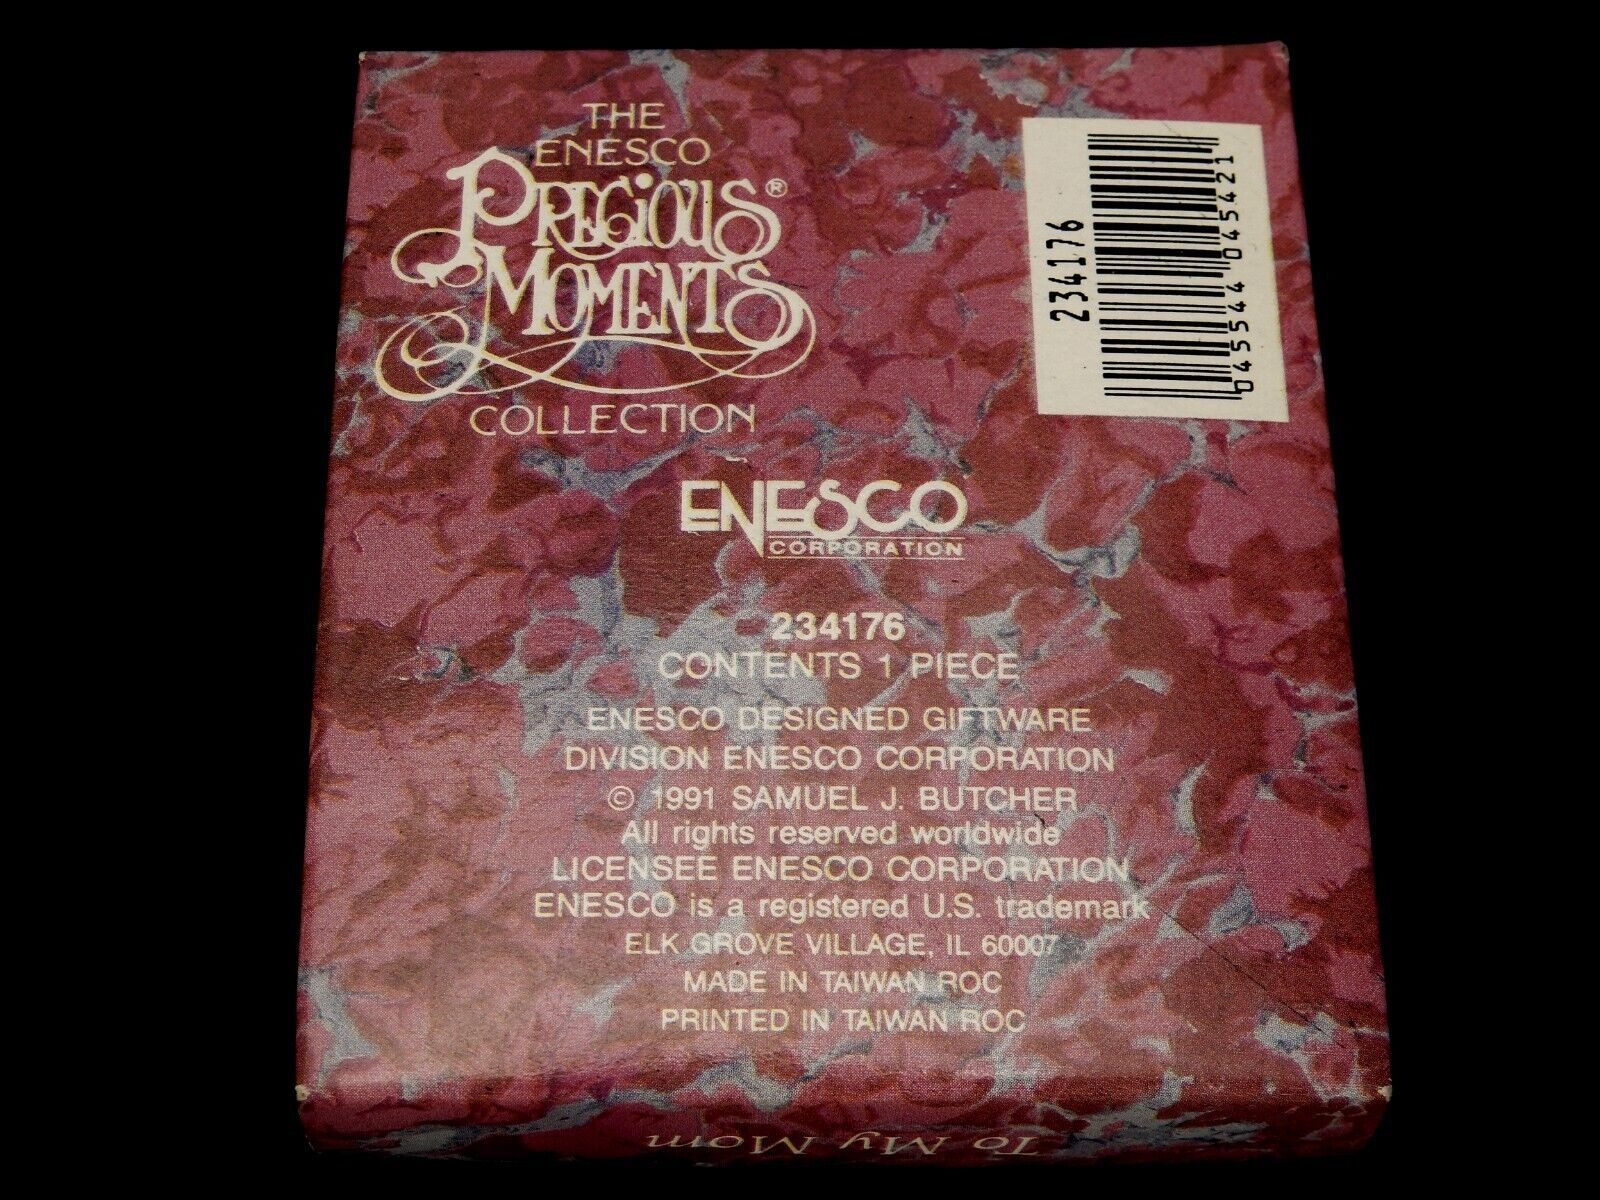 THE
ENESCO
PRECIOUS®
MOMENTS
COLLECTION
234176
0 45544 04542 1
ENESCO
CORPORATION
234176
CONTENTS 1 PIECE
ENESCO DESIGNED GIFTWARE
DIVISION ENESCO CORPORATION
© 1991 SAMUEL J. BUTCHER
All rights reserved worldwide
LICENSEE ENESCO CORPORATION
ENESCO is a registered U.S. trademark
ELK GROVE VILLAGE, IL 60007
MADE IN TAIWAN ROC
PRINTED IN TAIWAN ROC
To My Mom